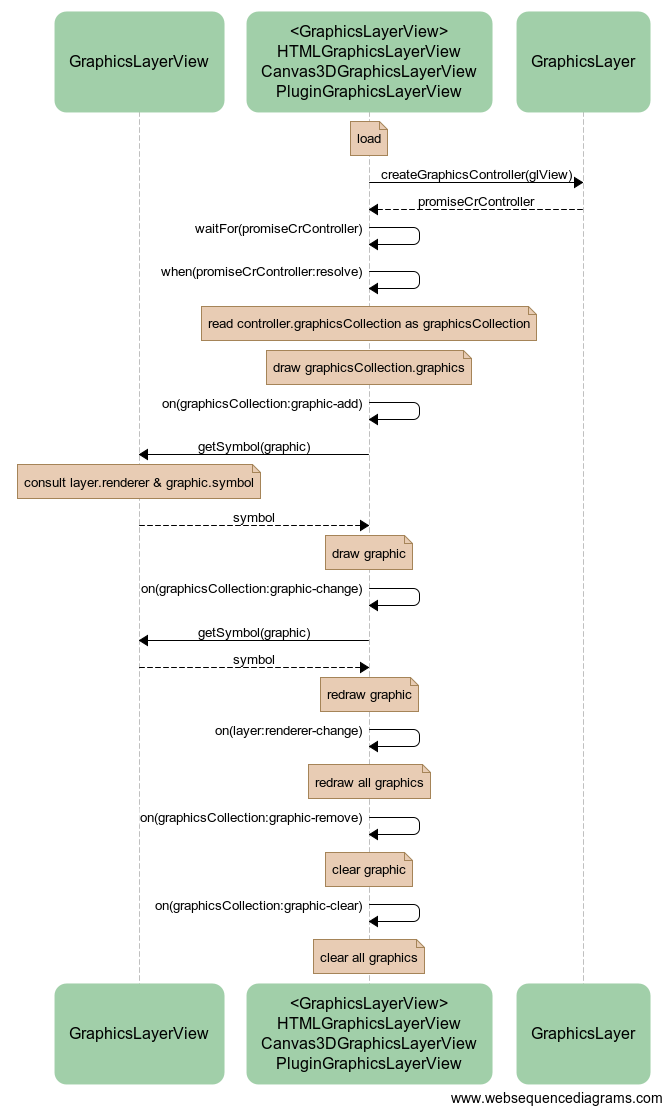 GraphicsLayerView
<GraphicsLayerView>
HTMLGraphicsLayerView
Canvas3DGraphicsLayerView
PluginGraphicsLayerView
GraphicsLayer
load
createGraphicsController(glView)
promiseCrController
waitFor(promiseCrController)
when(promiseCrController:resolve)
read controller.graphicsCollection as graphicsCollection
draw graphicsCollection.graphics
on(graphicsCollection:graphic-add)
getSymbol(graphic)
consult layer.renderer & graphic.symbol
symbol
draw graphic
on(graphicsCollection:graphic-change)
getSymbol(graphic)
symbol
redraw graphic
on(layer:renderer-change)
redraw all graphics
on(graphicsCollection:graphic-remove)
clear graphic
on(graphicsCollection:graphic-clear)
clear all graphics
GraphicsLayerView
<GraphicsLayerView>
HTMLGraphicsLayerView
Canvas3DGraphicsLayerView
PluginGraphicsLayerView
GraphicsLayer
www.websequencediagrams.com